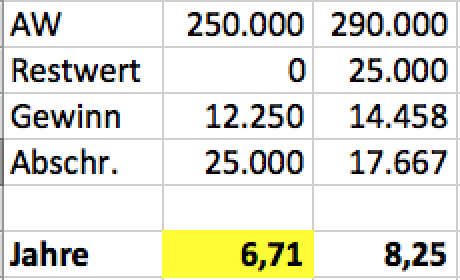 AW 250.000 290.000
Restwert 0 25.000
Gewinn 12.250 14.458
Abschr. 25.000 17.667
Jahre 6,71 8,25